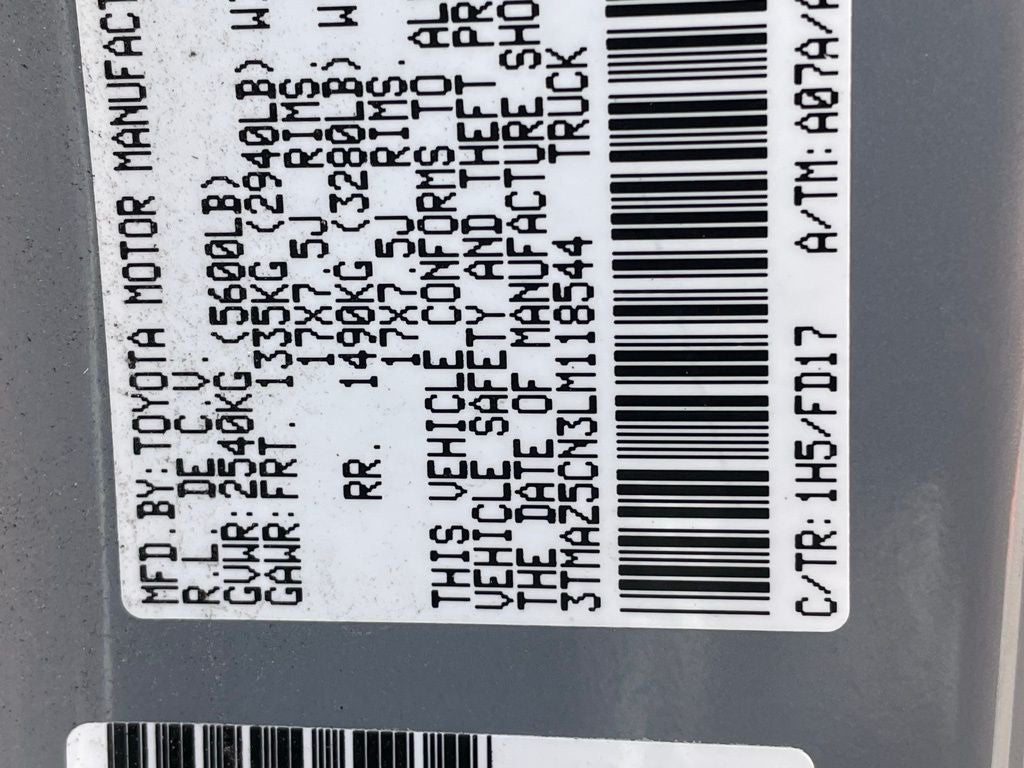 MFD.BY:TOYOTA MOTOR MANUFACT
R.L. DE C.V.
GVWR:2540KG (5600LB)
GAWR:FRT. 1335KG (2940LB) W
17X7.5J RIMS
RR. 1490KG (3280LB) W
17X7.5J RIMS.
THIS VEHICLE CONFORMS TO AL
VEHICLE SAFETY AND THEFT PR
THE DATE OF MANUFACTURE SHO
3TMAZ5CN3LM118544 TRUCK
C/TR:1H5/FD17 A/TM:A07A/A